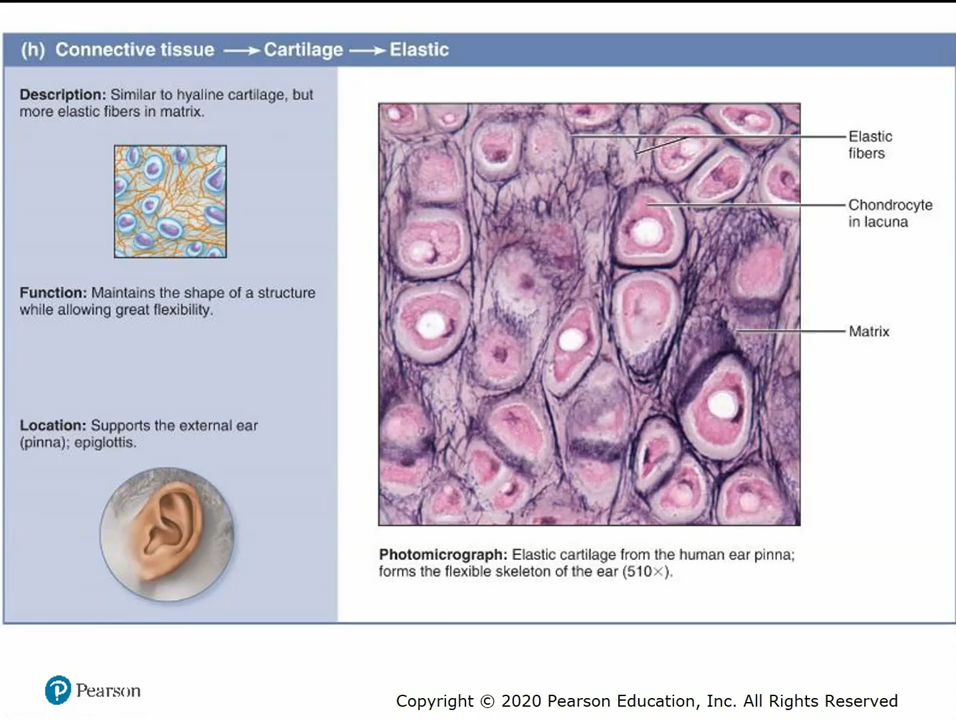 (h) Connective tissue → Cartilage → Elastic
Description: Similar to hyaline cartilage, but
more elastic fibers in matrix.
Function: Maintains the shape of a structure
while allowing great flexibility.
Location: Supports the external ear
(pinna); epiglottis.
Elastic
fibers
Chondrocyte
in lacuna
Matrix
Photomicrograph: Elastic cartilage from the human ear pinna;
forms the flexible skeleton of the ear (510×).
P Pearson
Copyright © 2020 Pearson Education, Inc. All Rights Reserved